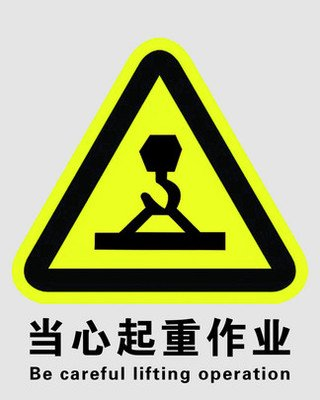 当心起重作业
Be careful lifting operation